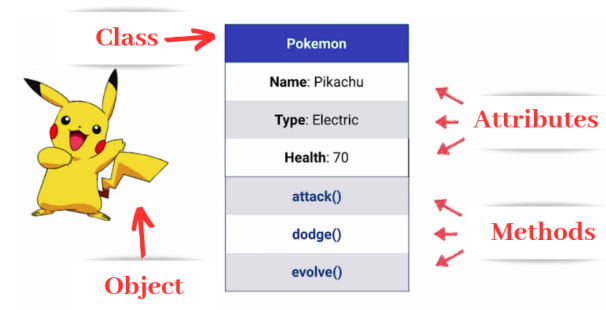 Class
Pokemon
Name: Pikachu
Type: Electric
Health: 70
Attributes
attack()
dodge()
evolve()
Methods
Object